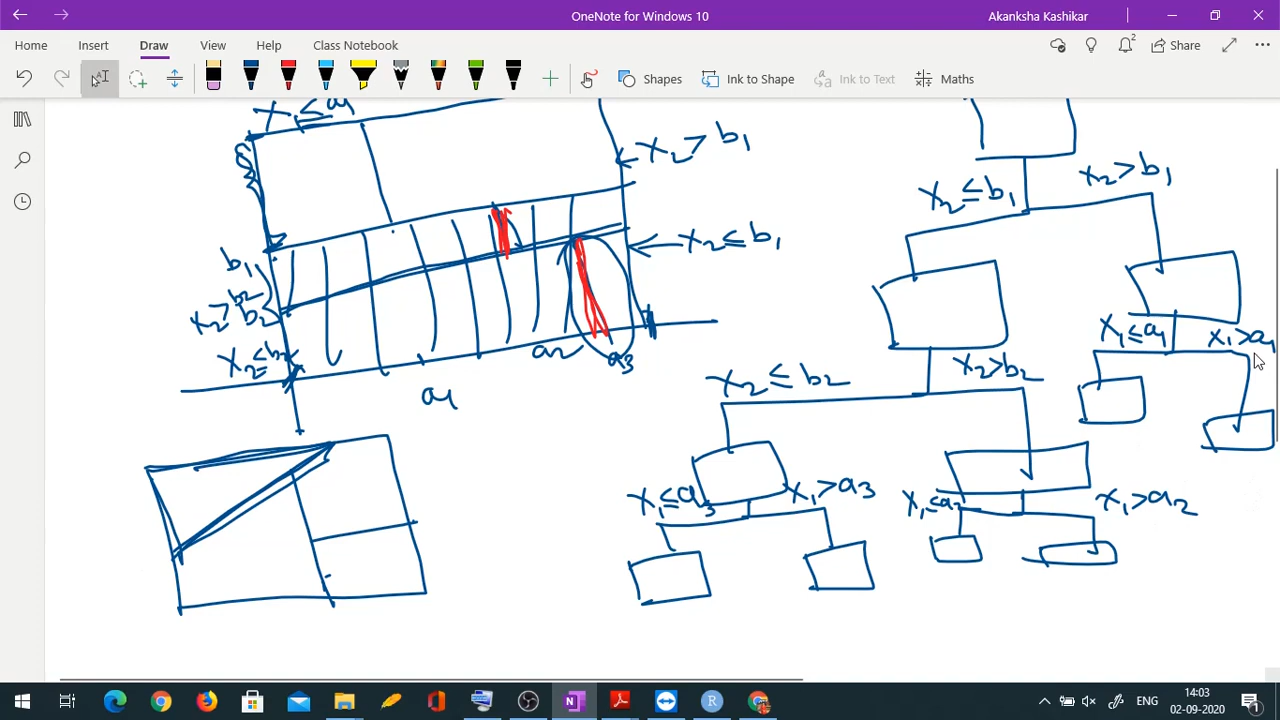 OneNote for Windows 10
Akanksha Kashikar
Home Insert Draw View Help Class Notebook
Share
Shapes
Ink to Shape
Ink to Text
Maths
x1 ≤ a1
x2 > b1
x2 ≤ b1
b1
b2
x2 > b2
x2 ≤ b2
a1
a2
a3
x2 ≤ b1
x2 > b1
x1 ≤ a1
x1 > a1
x2 ≤ b2
x2 > b2
x1 ≤ a3
x1 > a3
x1 ≤ a2
x1 > a2
ENG
14:03
02-09-2020